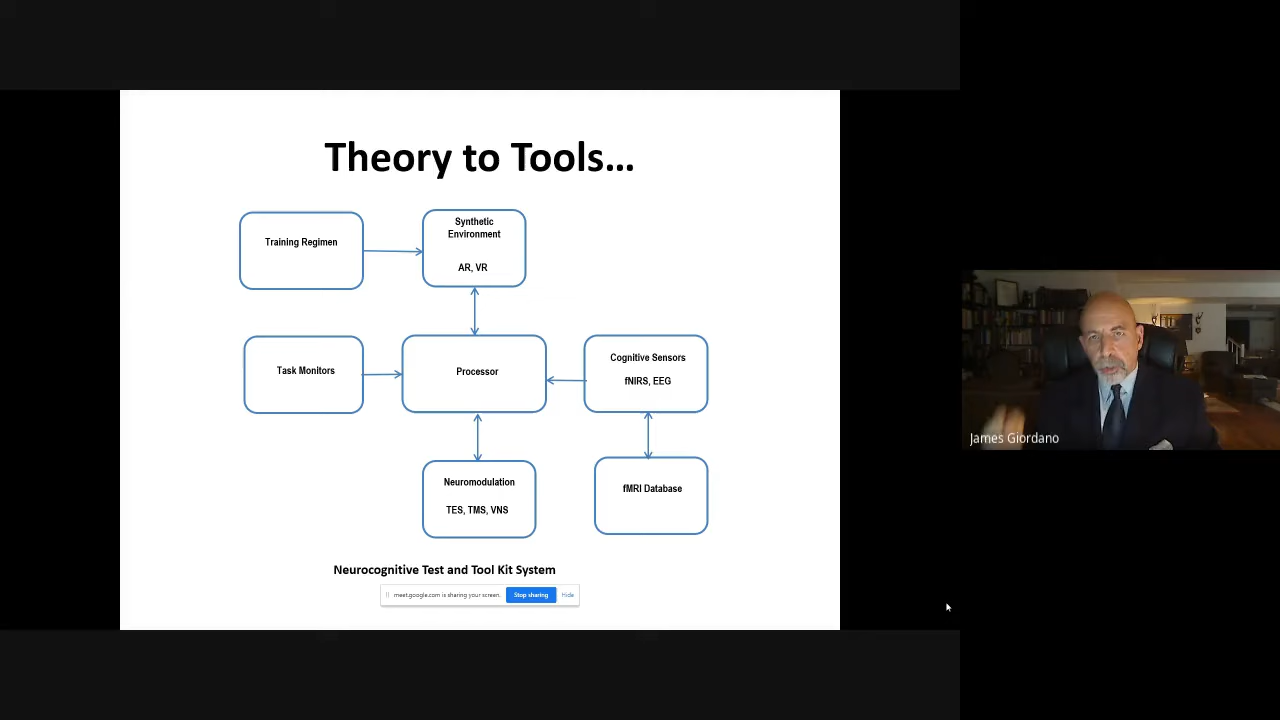 Theory to Tools...
Training Regimen
Synthetic
Environment
AR, VR
Task Monitors
Processor
Cognitive Sensors
fNIRS, EEG
Neuromodulation
TES, TMS, VNS
fMRI Database
Neurocognitive Test and Tool Kit System
meet.google.com is sharing your screen.
Stop sharing
Hide
James Giordano